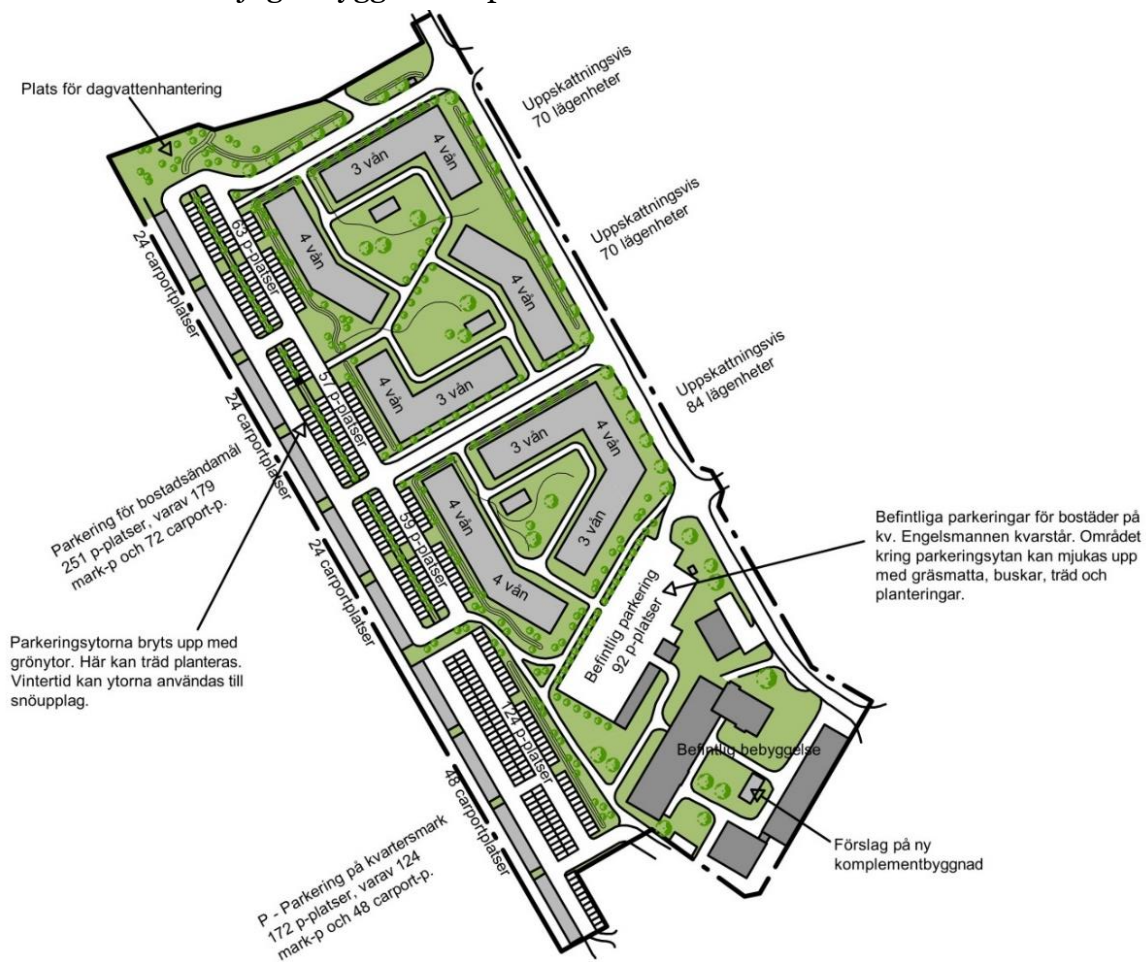 Plats för dagvattenhantering
Uppskattningsvis
70 lägenheter
4 vån
3 vån
Uppskattningsvis
70 lägenheter
63 p-platser
4 vån
24 carportplatser
4 vån
Uppskattningsvis
84 lägenheter
57 p-platser
4 vån
3 vån
24 carportplatser
3 vån
4 vån
Parkering för bostadsändamål
251 p-platser, varav 179
mark-p och 72 carport-p.
59 p-platser
4 vån
3 vån
4 vån
24 carportplatser
Befintliga parkeringar för bostäder på
kv. Engelsmannen kvarstår. Området
kring parkeringsytan kan mjukas upp
med gräsmatta, buskar, träd och
planteringar.
Befintlig parkering
92 p-platser
Parkeringsytorna bryts upp med
grönytor. Här kan träd planteras.
Vintertid kan ytorna användas till
snöupplag.
124 p-platser
Befintlig bebyggelse
48 carportplatser
Förslag på ny
komplementbyggnad
P - Parkering på kvartersmark
172 p-platser, varav 124
mark-p och 48 carport-p.